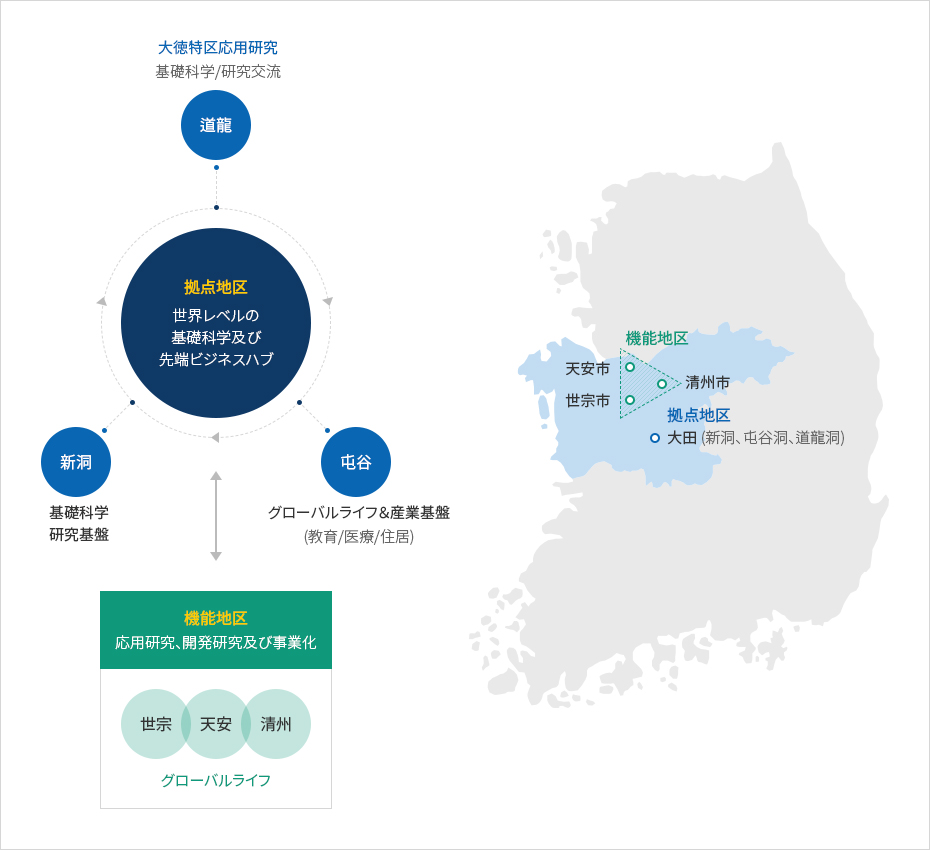 大徳特区応用研究
基礎科学/研究交流
道龍
拠点地区
世界レベルの
基礎科学及び
先端ビジネスハブ
新洞
基礎科学
研究基盤
屯谷
グローバルライフ&産業基盤
(教育/医療/住居)
機能地区
応用研究、開発研究及び事業化
世宗
天安
清州
グローバルライフ
機能地区
天安市
清州市
世宗市
拠点地区
大田 (新洞、屯谷洞、道龍洞)